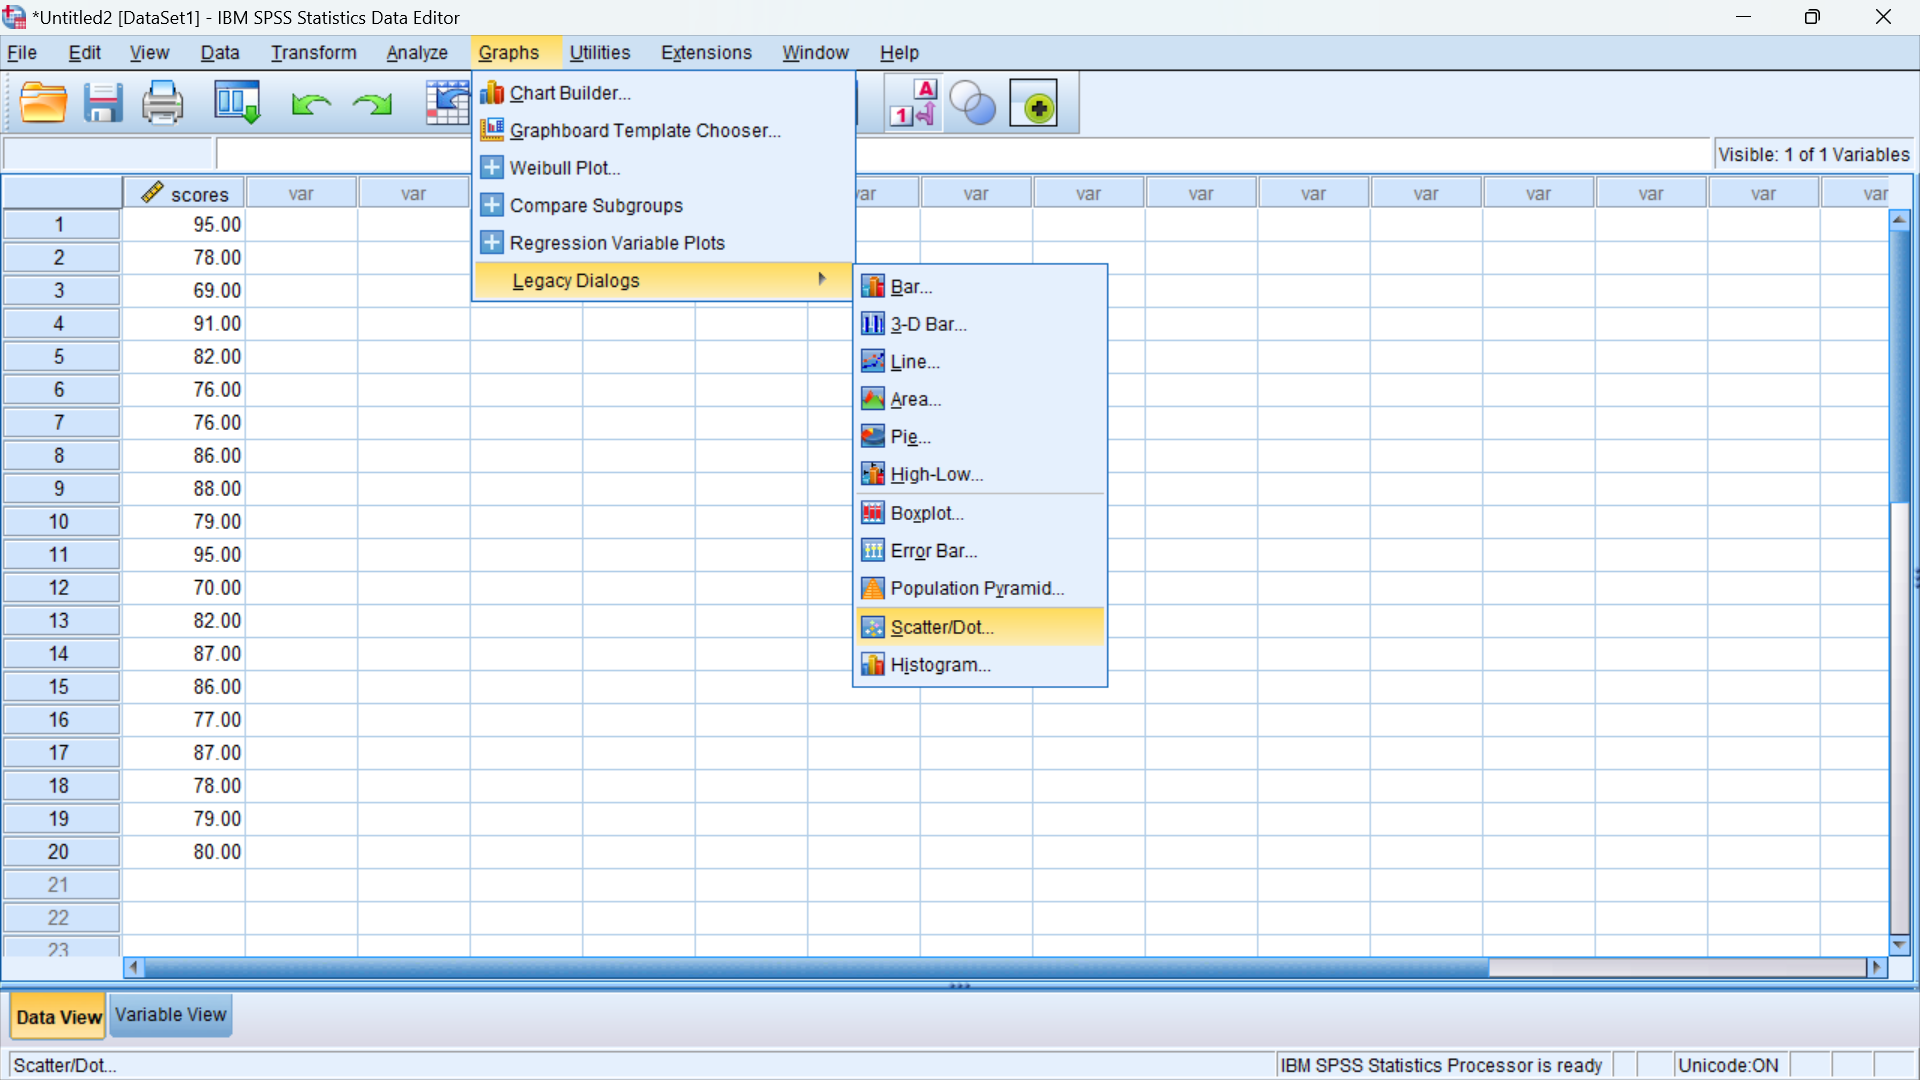 *Untitled2 [DataSet1] - IBM SPSS Statistics Data Editor
File Edit View Data Transform Analyze Graphs Utilities Extensions Window Help
Chart Builder...
Graphboard Template Chooser...
Weibull Plot...
Compare Subgroups
Regression Variable Plots
Legacy Dialogs
Bar...
3-D Bar...
Line...
Area...
Pie...
High-Low...
Boxplot...
Error Bar...
Population Pyramid...
Scatter/Dot...
Histogram...
A
1
Visible: 1 of 1 Variables
scores var var var var var var var var var var var var
1 95.00
2 78.00
3 69.00
4 91.00
5 82.00
6 76.00
7 76.00
8 86.00
9 88.00
10 79.00
11 95.00
12 70.00
13 82.00
14 87.00
15 86.00
16 77.00
17 87.00
18 78.00
19 79.00
20 80.00
21
22
23
Data View Variable View
Scatter/Dot... IBM SPSS Statistics Processor is ready Unicode:ON